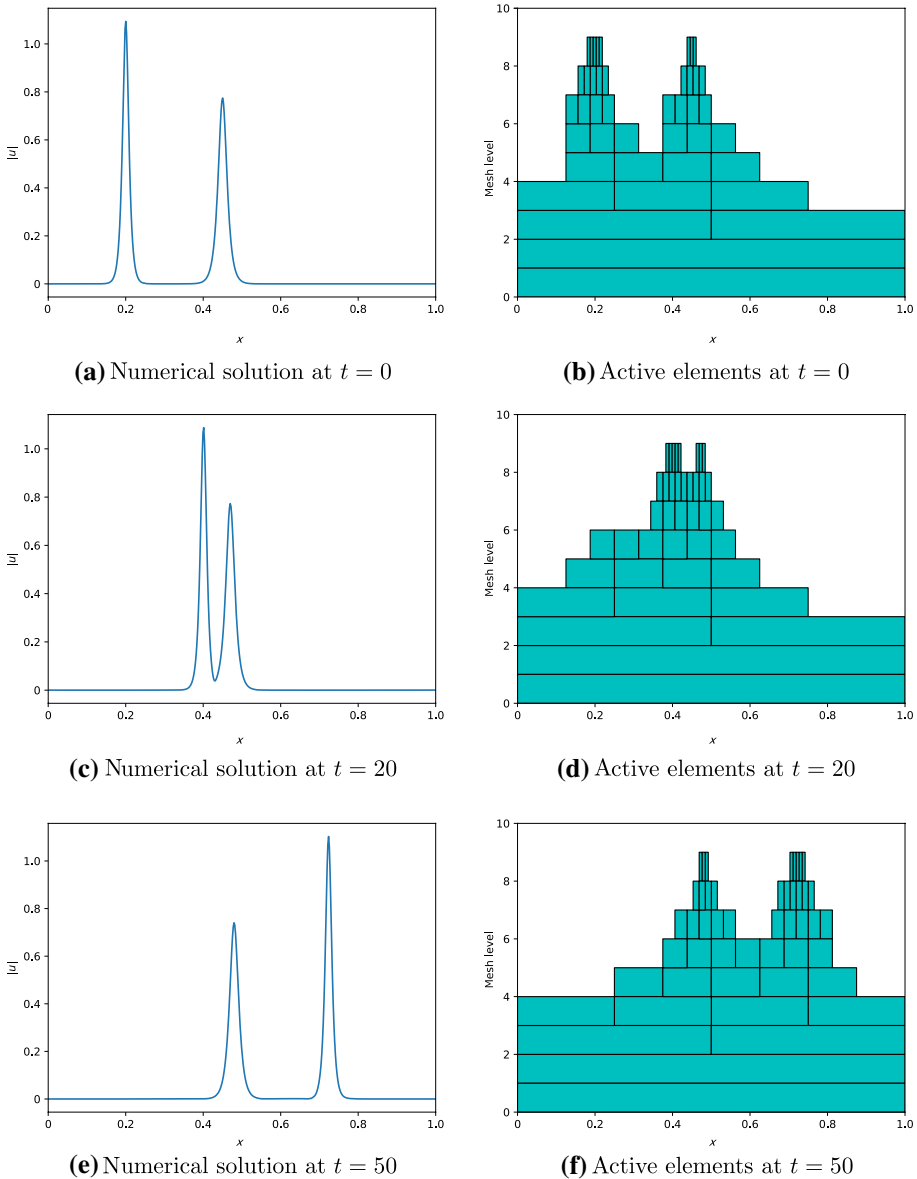 1.0
0.8
0.6
0.4
0.2
0
|u|
0 0.2 0.4 0.6 0.8 1.0
x
(a) Numerical solution at t = 0
10
8
6
4
2
0
Mesh level
0 0.2 0.4 0.6 0.8 1.0
x
(b) Active elements at t = 0
1.0
0.8
0.6
0.4
0.2
0
|u|
0 0.2 0.4 0.6 0.8 1.0
x
(c) Numerical solution at t = 20
10
8
6
4
2
0
Mesh level
0 0.2 0.4 0.6 0.8 1.0
x
(d) Active elements at t = 20
1.0
0.8
0.6
0.4
0.2
0
|u|
0 0.2 0.4 0.6 0.8 1.0
x
(e) Numerical solution at t = 50
10
8
6
4
2
0
Mesh level
0 0.2 0.4 0.6 0.8 1.0
x
(f) Active elements at t = 50